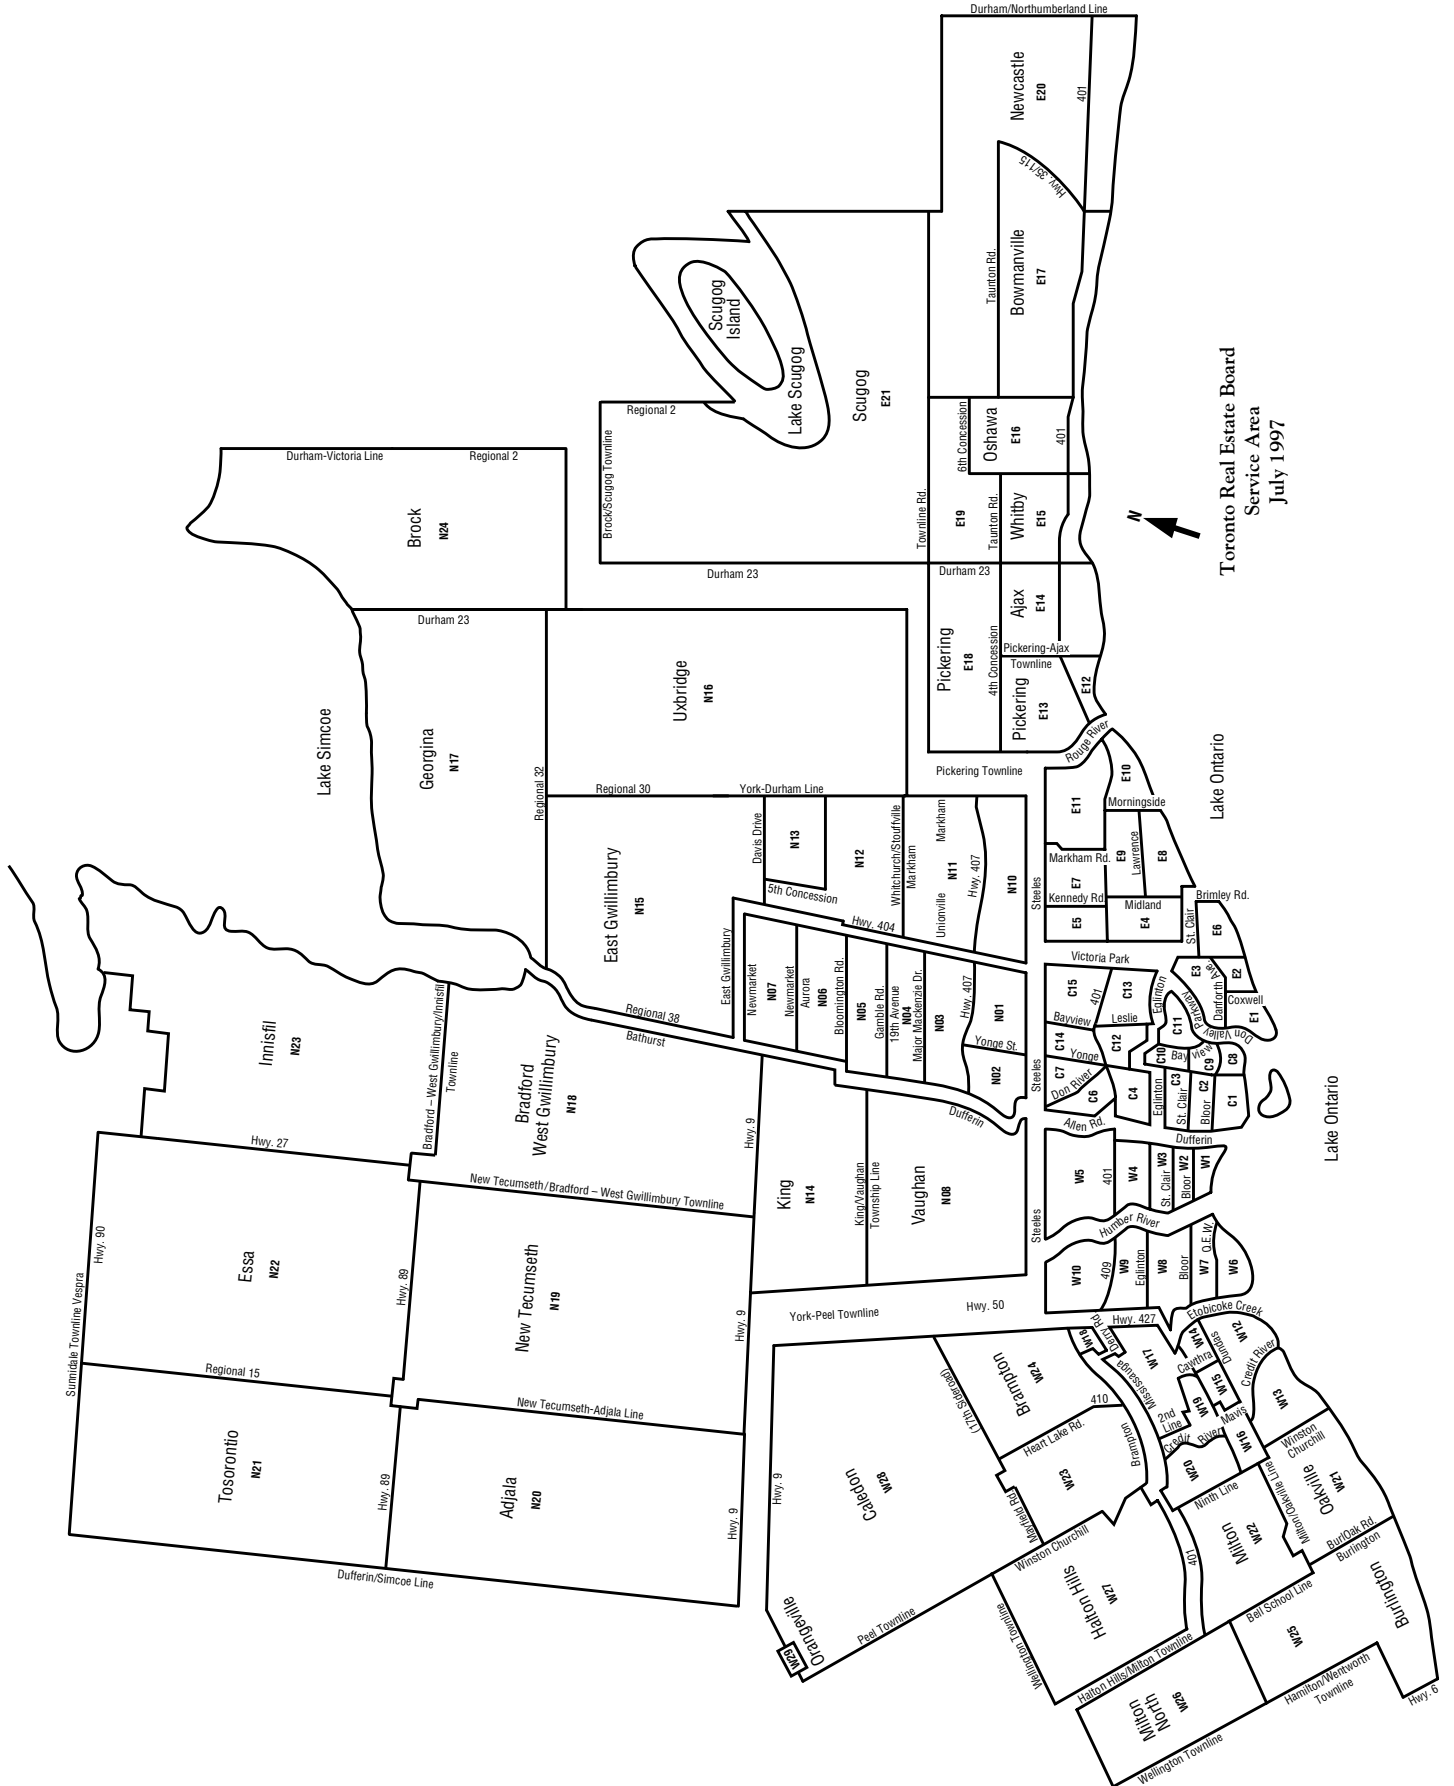 Durham/Northumberland Line
Newcastle
E20
401
Hwy. 35/115
Taunton Rd.
Bowmanville
E17
Scugog
Island
Lake Scugog
Scugog
E21
Regional 2
Brock/Scugog Townline
Durham-Victoria Line
Regional 2
Brock
N24
6th Concession
Oshawa
E16
401
Townline Rd.
E19
Taunton Rd.
Whitby
E15
N
Toronto Real Estate Board
Service Area
July 1997
Durham 23
Durham 23
Ajax
E14
Pickering-Ajax
Townline
Pickering
E18
4th Concession
Pickering
E13
E12
Rouge River
Pickering Townline
Durham 23
Lake Simcoe
Georgina
N17
Regional 32
Uxbridge
N16
Regional 30
York-Durham Line
Lake Ontario
East Gwillimbury
N15
Davis Drive
N13
5th Concession
N12
Whitchurch/Stouffville
Markham
Unionville
N11
Markham
Hwy. 407
N10
Steeles
Hwy. 404
E11
E10
Morningside
Markham Rd.
E9
Lawrence
E8
E7
Kennedy Rd.
Midland
E5
E4
Brimley Rd.
St. Clair
E6
Victoria Park
East Gwillimbury
Newmarket
N07
Newmarket
Aurora
N06
Bloomington Rd.
N05
Gamble Rd.
19th Avenue
N04
Major Mackenzie Dr.
N03
Hwy. 407
N01
Yonge St.
N02
Steeles
Regional 38
Bathurst
C15
401
C13
Eglinton
E3
Danforth Ave.
E2
Coxwell
E1
Don Valley Parkway
C11
Bayview
Leslie
C14
Yonge
C12
C10
Bayview
C9
C8
C7
Don River
C6
C4
Eglinton
C3
St. Clair
C2
Bloor
C1
Allen Rd.
Dufferin
Dufferin
Lake Ontario
Innisfil
N23
Bradford – West Gwillimbury/Innisfil
Townline
Bradford
West Gwillimbury
N18
Hwy. 27
New Tecumseth/Bradford – West Gwillimbury Townline
Hwy. 9
King
N14
King/Vaughan
Township Line
Vaughan
N08
Steeles
W5
401
W4
W3
St. Clair
W2
Bloor
W1
Humber River
W10
409
W9
Eglinton
W8
Bloor
W7
Q.E.W.
W6
Etobicoke Creek
Hwy. 427
Hwy. 90
Sunnidale Townline Vespra
Essa
N22
Hwy. 89
New Tecumseth
N19
Hwy. 9
York-Peel Townline
Hwy. 50
Regional 15
New Tecumseth-Adjala Line
Tosorontio
N21
Hwy. 89
Adjala
N20
Hwy. 9
Dufferin/Simcoe Line
Hwy. 9
Caledon
W28
(17th Sideroad)
Brampton
W24
410
Heart Lake Rd.
W23
Mayfield Rd.
Brampton
Mississauga
W18
Derry Rd.
W17
W14
Cawthra
Dundas
W12
W15
W19
2nd
Line
Credit River
Mavis
W16
W20
Credit River
W13
Winston
Churchill
Oakville
W21
Milton/Oakville Line
Ninth Line
Milton
W22
401
BurlOak Rd.
Burlington
Burlington
Bell School Line
W25
Hamilton/Wentworth
Townline
Hwy. 6
Winston Churchill
Halton Hills
W27
Wellington Townline
Halton Hills/Milton Townline
Milton
North
W26
Wellington Townline
Peel Townline
Orangeville
W29